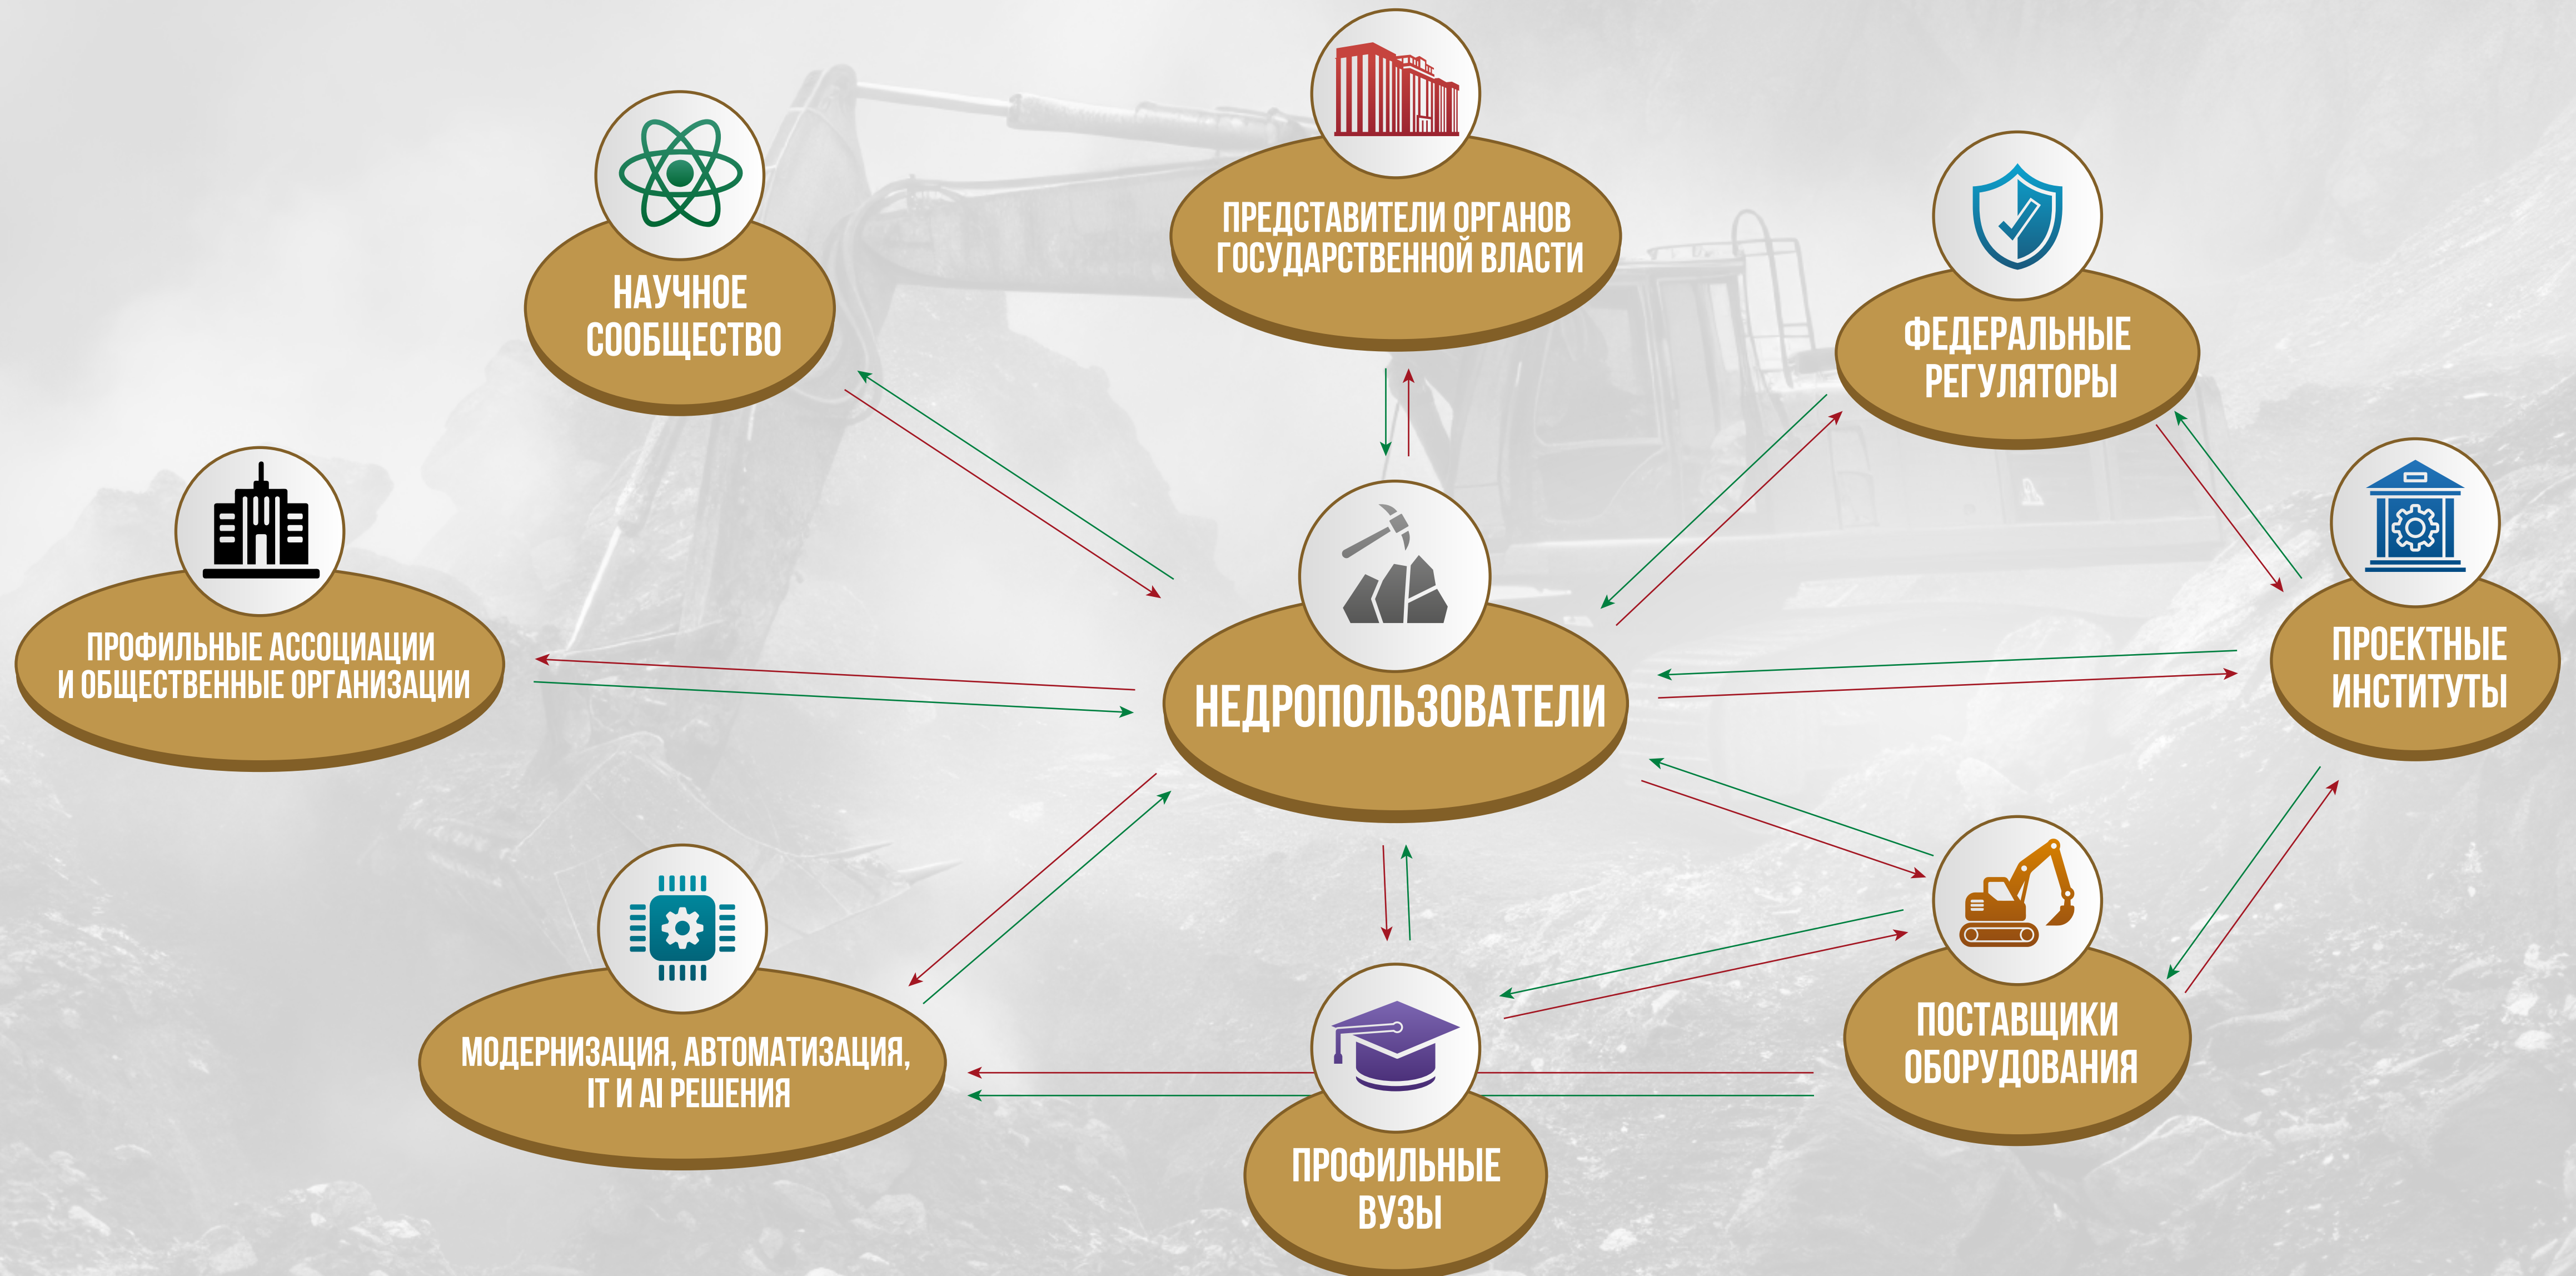 ПРЕДСТАВИТЕЛИ ОРГАНОВ
ГОСУДАРСТВЕННОЙ ВЛАСТИ
НАУЧНОЕ
СООБЩЕСТВО
ФЕДЕРАЛЬНЫЕ
РЕГУЛЯТОРЫ
ПРОФИЛЬНЫЕ АССОЦИАЦИИ
И ОБЩЕСТВЕННЫЕ ОРГАНИЗАЦИИ
НЕДРОПОЛЬЗОВАТЕЛИ
ПРОЕКТНЫЕ
ИНСТИТУТЫ
МОДЕРНИЗАЦИЯ, АВТОМАТИЗАЦИЯ,
IT И AI РЕШЕНИЯ
ПОСТАВЩИКИ
ОБОРУДОВАНИЯ
ПРОФИЛЬНЫЕ
ВУЗЫ